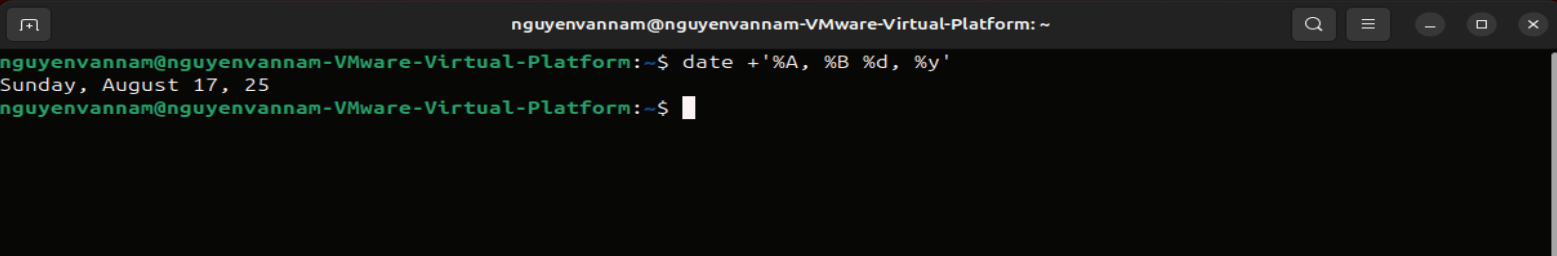 nguyenvannam@nguyenvannam-VMware-Virtual-Platform: ~
nguyenvannam@nguyenvannam-VMware-Virtual-Platform:~$ date +'%A, %B %d, %y'
Sunday, August 17, 25
nguyenvannam@nguyenvannam-VMware-Virtual-Platform:~$